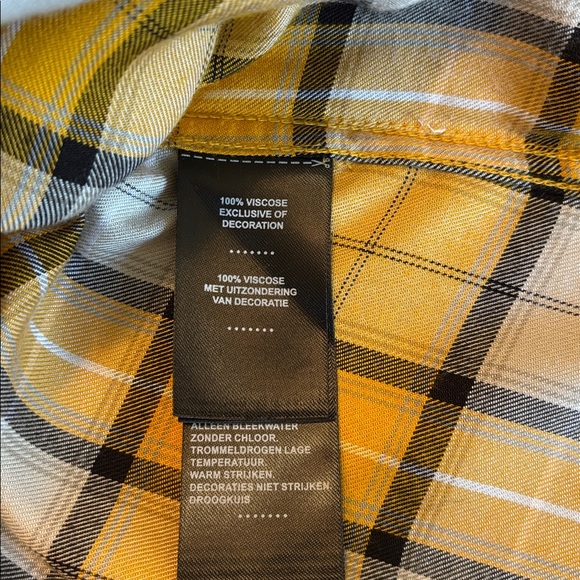 100% VISCOSE
EXCLUSIVE OF
DECORATION
100% VISCOSE
MET UITZONDERING
VAN DECORATIE
ALLEEN BLEEKWATER
ZONDER CHLOOR.
TROMMELDROGEN LAGE
TEMPERATUUR.
WARM STRIJKEN.
DECORATIES NIET STRIJKEN
DROOGKUIS